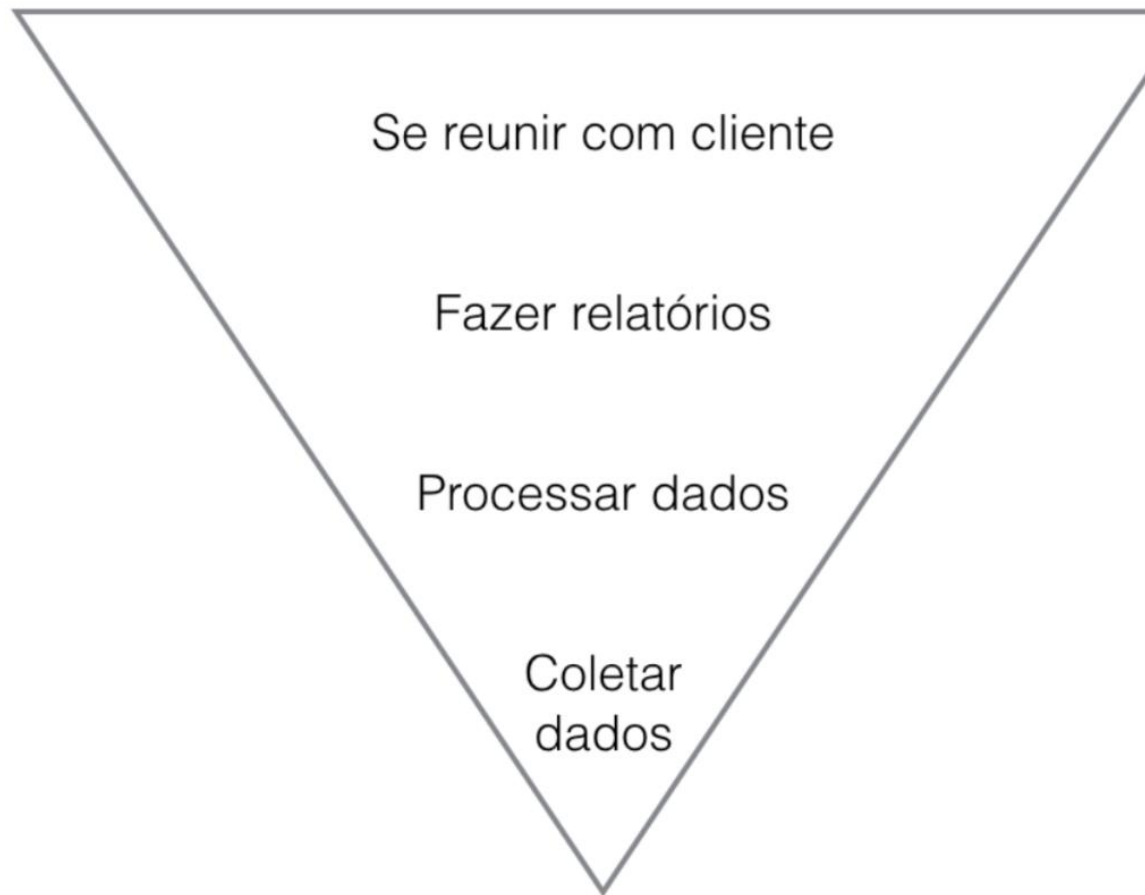 Se reunir com cliente
Fazer relatórios
Processar dados
Coletar
dados